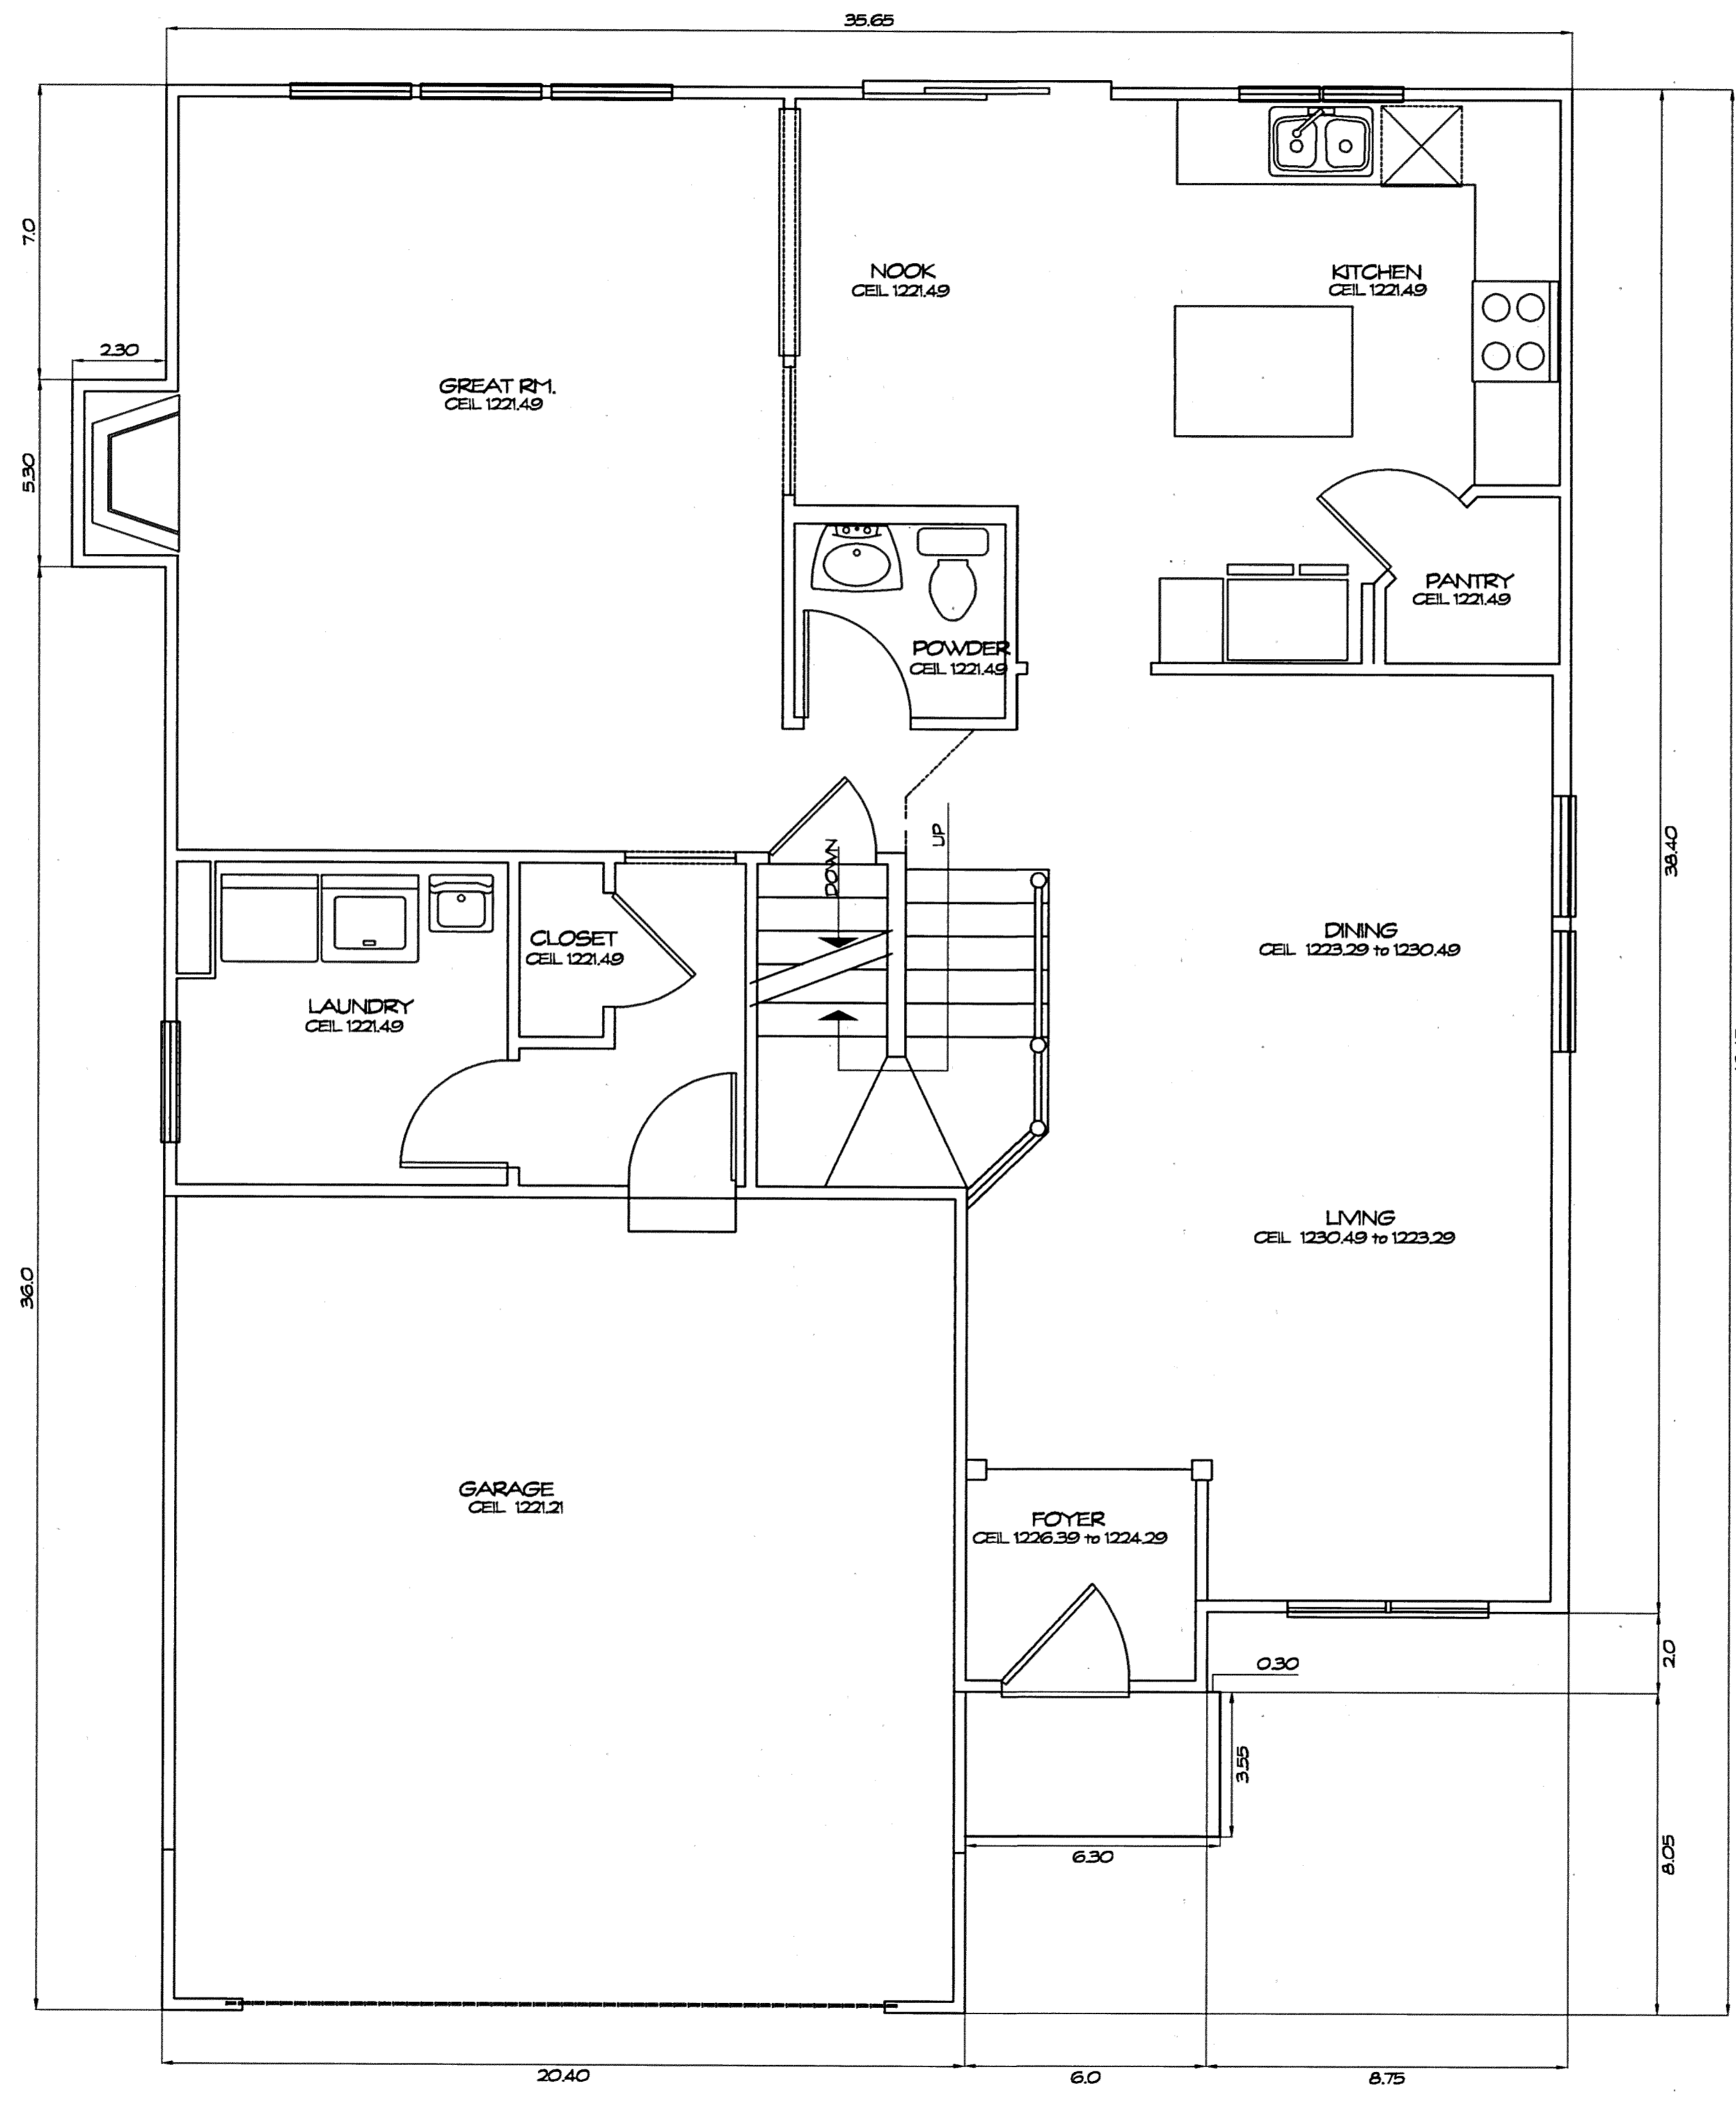 35.65
7.0
NOOK
CEIL 1221.49
KITCHEN
CEIL 1221.49
2.30
GREAT RM.
CEIL 1221.49
5.30
PANTRY
CEIL 1221.49
POWDER
CEIL 1221.49
DOWN
UP
38.40
CLOSET
CEIL 1221.49
DINING
CEIL 1223.29 to 1230.49
LAUNDRY
CEIL 1221.49
LIVING
CEIL 1230.49 to 1223.29
36.0
GARAGE
CEIL 1221.21
FOYER
CEIL 1226.39 to 1224.29
0.30
2.0
3.55
6.30
8.05
20.40
6.0
8.75